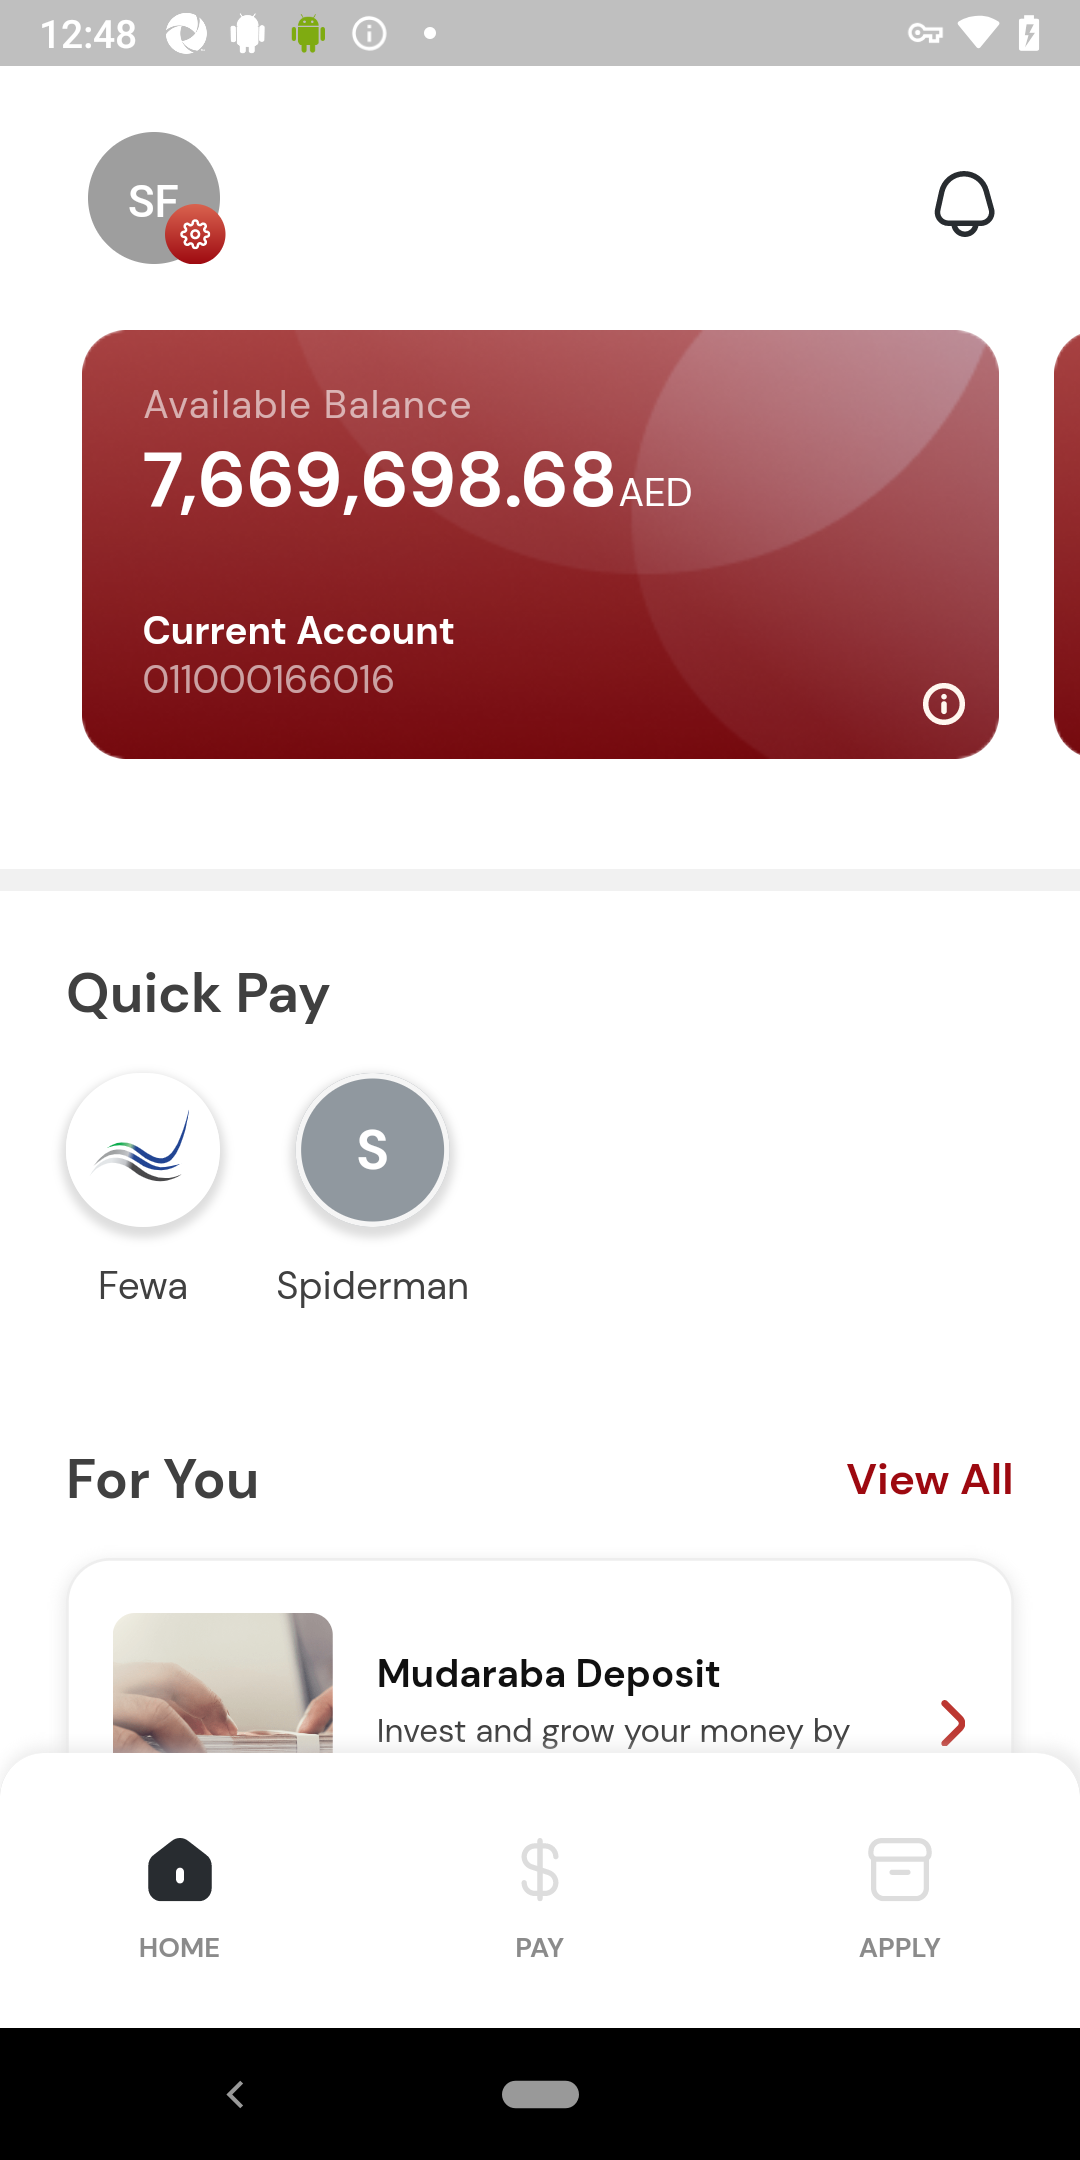 12:48
SF
Available Balance
7,669,698.68 AED
Current Account
011000166016
Quick Pay
S
Fewa
Spiderman
For You
View All
Mudaraba Deposit
Invest and grow your money by
HOME
PAY
APPLY